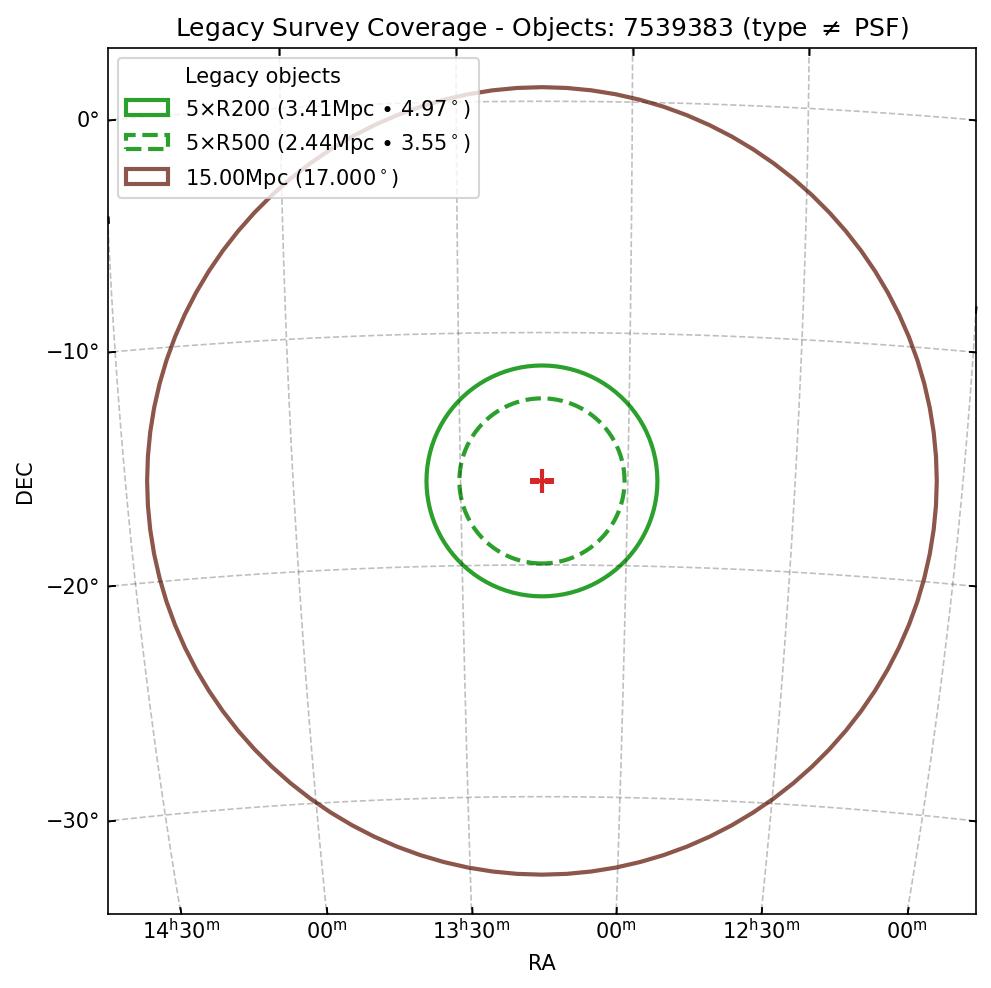 Legacy Survey Coverage - Objects: 7539383 (type ≠ PSF)
Legacy objects
5×R200 (3.41Mpc • 4.97°)
5×R500 (2.44Mpc • 3.55°)
15.00Mpc (17.000°)
0°
−10°
−20°
−30°
DEC
14ʰ30ᵐ 00ᵐ 13ʰ30ᵐ 00ᵐ 12ʰ30ᵐ 00ᵐ
RA